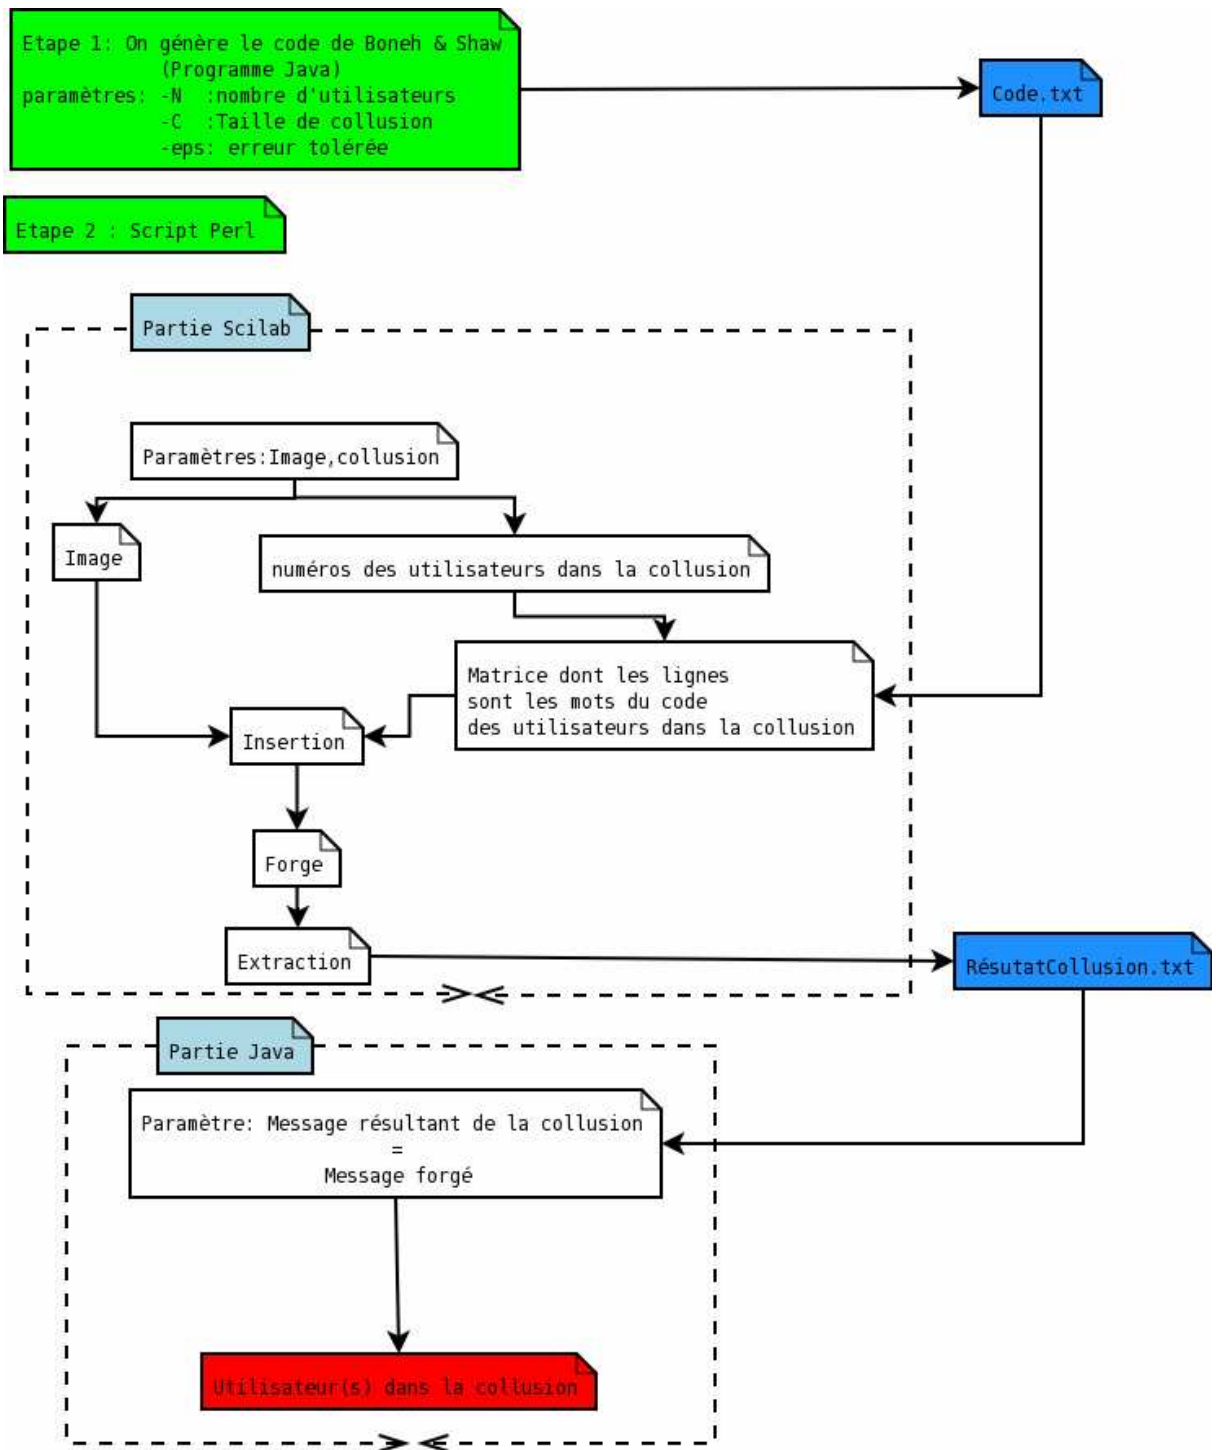 Etape 1: On génère le code de Boneh & Shaw
(Programme Java)
paramètres: -N  :nombre d'utilisateurs
-C  :Taille de collusion
-eps: erreur tolérée
Code.txt
Etape 2 : Script Perl
Partie Scilab
Paramètres:Image,collusion
Image
numéros des utilisateurs dans la collusion
Matrice dont les lignes
sont les mots du code
des utilisateurs dans la collusion
Insertion
Forge
Extraction
RésutatCollusion.txt
Partie Java
Paramètre: Message résultant de la collusion
=
Message forgé
Utilisateur(s) dans la collusion